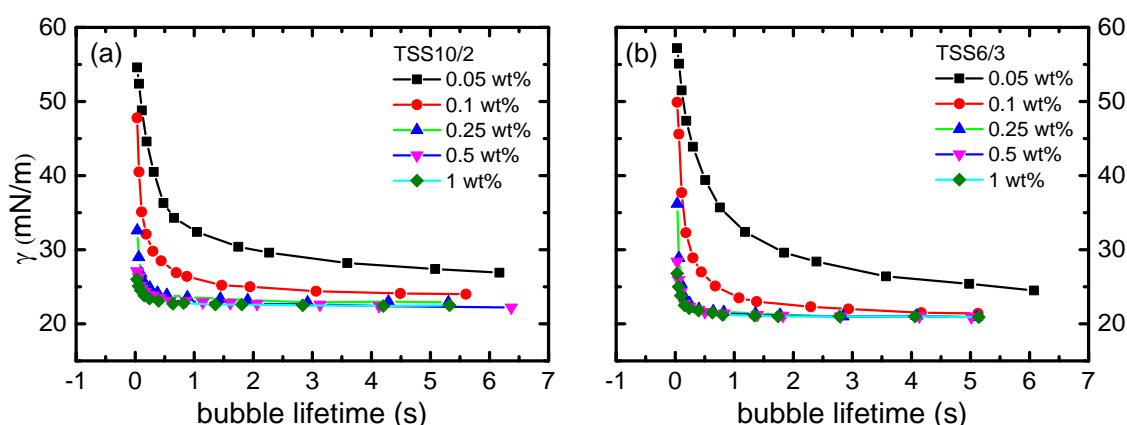 (a)
TSS10/2
0.05 wt%
0.1 wt%
0.25 wt%
0.5 wt%
1 wt%
60
50
40
30
20
γ (mN/m)
-1 0 1 2 3 4 5 6 7
bubble lifetime (s)
(b)
TSS6/3
0.05 wt%
0.1 wt%
0.25 wt%
0.5 wt%
1 wt%
60
50
40
30
20
-1 0 1 2 3 4 5 6 7
bubble lifetime (s)